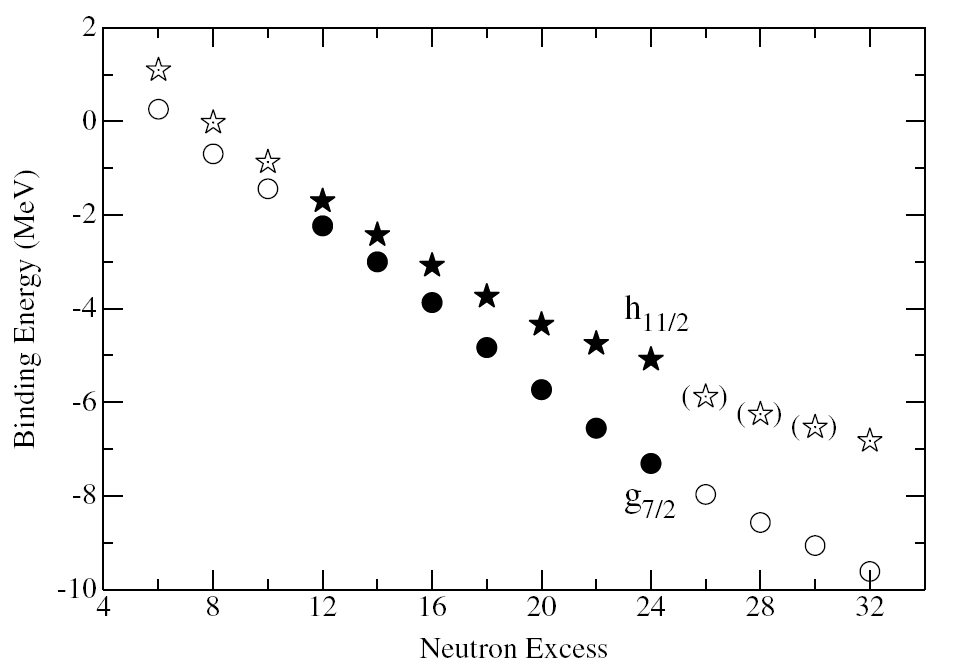 2
0
-2
-4
-6
-8
-10
Binding Energy (MeV)
h11/2
( ) ( ) ( )
g7/2
4 8 12 16 20 24 28 32
Neutron Excess